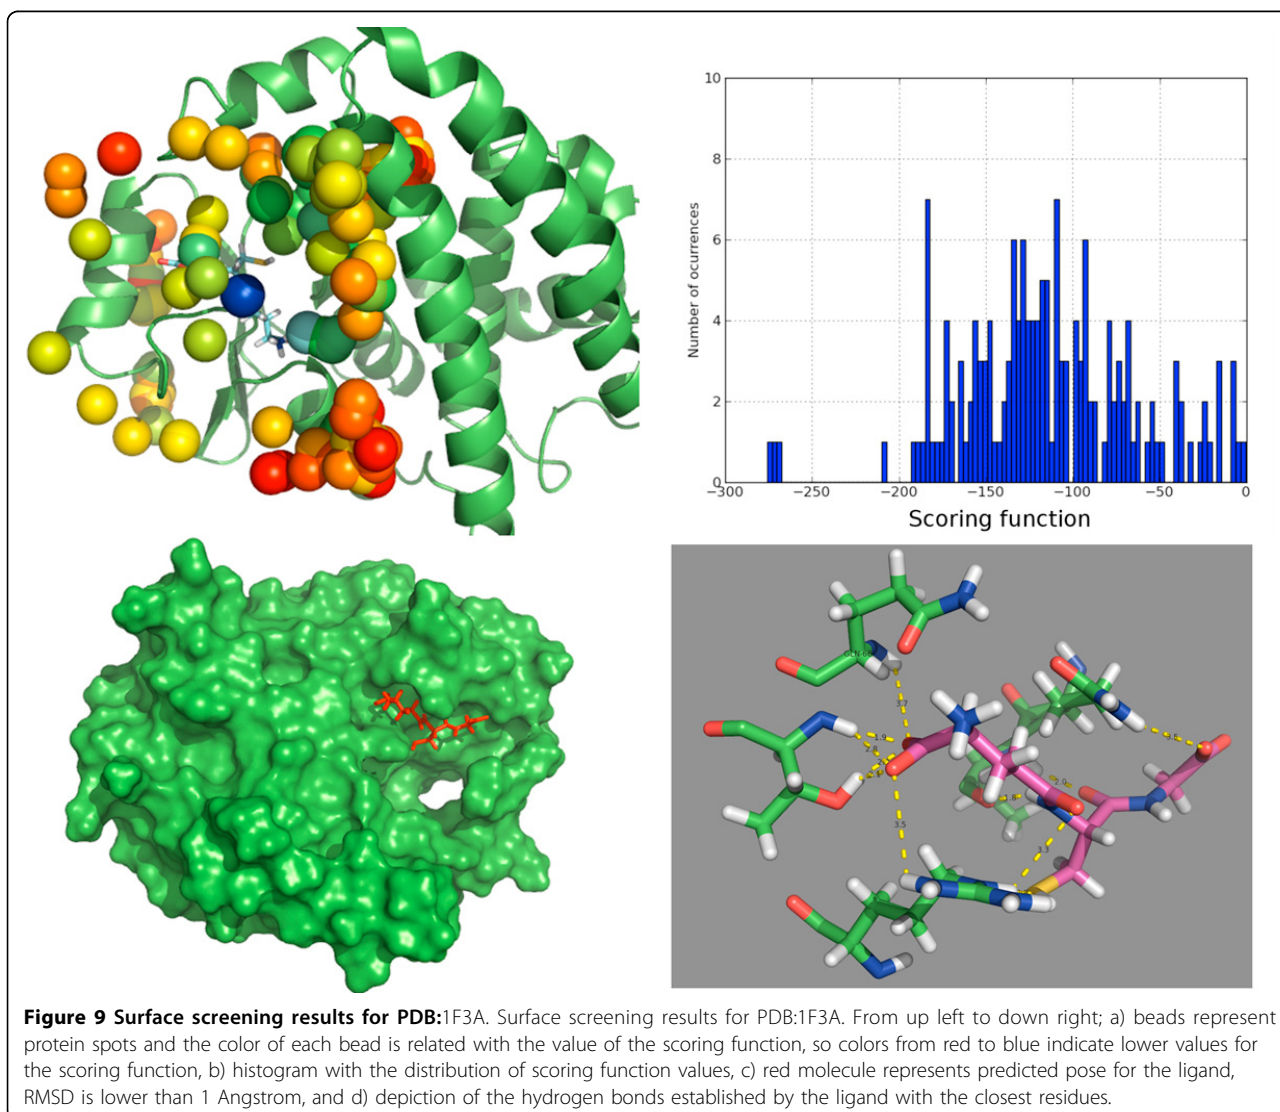 10
8
6
4
2
0
Number of ocurrences
−300 −250 −200 −150 −100 −50 0
Scoring function
3.5
3.3
Figure 9 Surface screening results for PDB:1F3A. Surface screening results for PDB:1F3A. From up left to down right; a) beads represent
protein spots and the color of each bead is related with the value of the scoring function, so colors from red to blue indicate lower values for
the scoring function, b) histogram with the distribution of scoring function values, c) red molecule represents predicted pose for the ligand,
RMSD is lower than 1 Angstrom, and d) depiction of the hydrogen bonds established by the ligand with the closest residues.